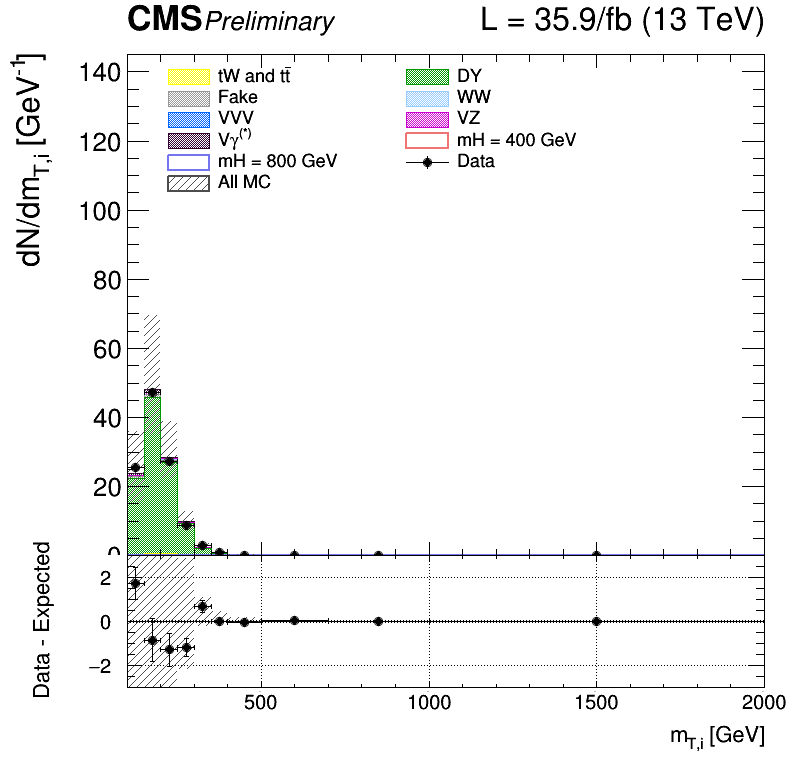 CMS Preliminary L = 35.9/fb (13 TeV)
dN/dm_T,i [GeV^-1]
140
120
100
80
60
40
20
0
tW and tt̄
DY
Fake
WW
VVV
VZ
Vγ^(*)
mH = 400 GeV
mH = 800 GeV
Data
All MC
Data - Expected
2
0
−2
500 1000 1500 2000
m_T,i [GeV]